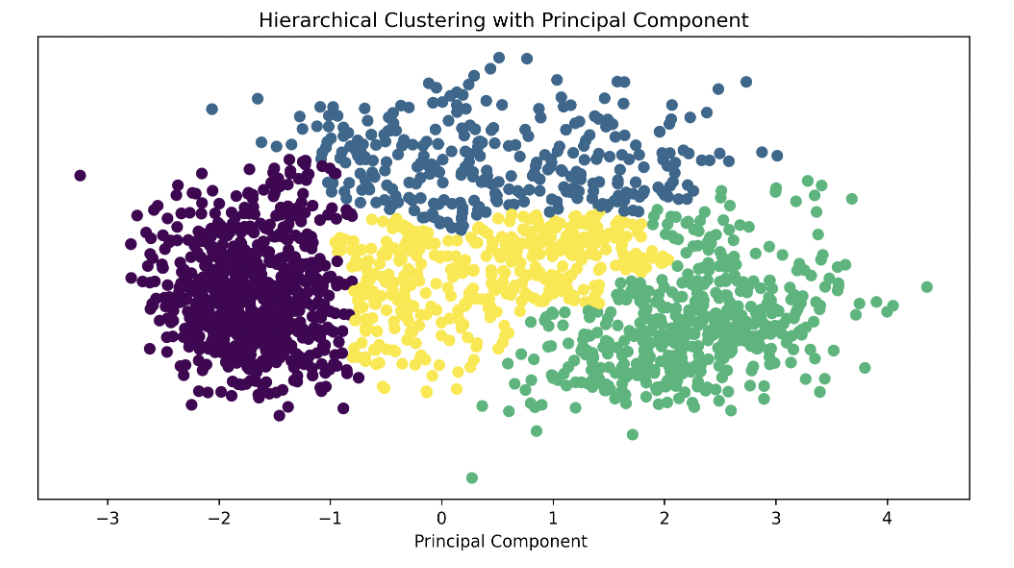 Hierarchical Clustering with Principal Component
−3 −2 −1 0 1 2 3 4
Principal Component